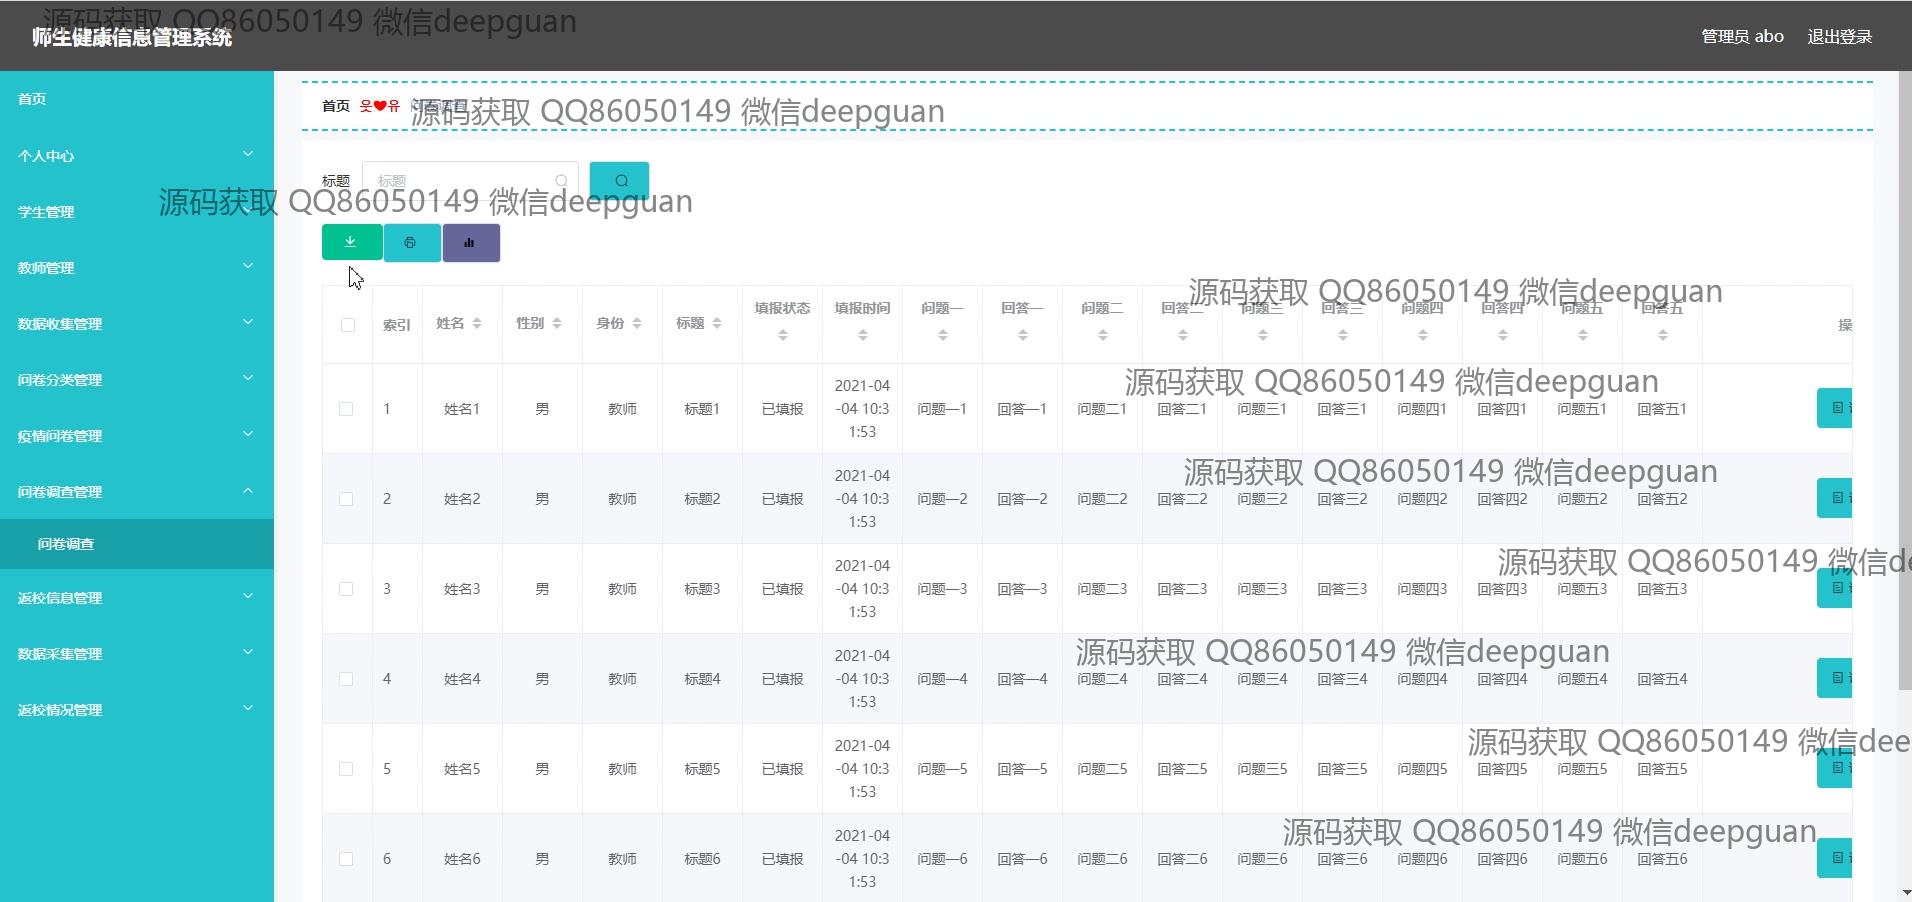 源码获取 QQ86050149 微信deepguan
师生健康信息管理系统
管理员 abo 退出登录
首页
个人中心
学生管理
教师管理
数据收集管理
问卷分类管理
疫情问卷管理
问卷调查管理
问卷调查
返校信息管理
数据采集管理
返校情况管理
首页 웃❤유
源码获取 QQ86050149 微信deepguan
标题 标题
源码获取 QQ86050149 微信deepguan
源码获取 QQ86050149 微信deepguan
索引 姓名 性别 身份 标题 填报状态 填报时间 问题一 回答一 问题二 回答二 问题三 回答三 问题四 回答四 问题五 回答五 操
源码获取 QQ86050149 微信deepguan
1 姓名1 男 教师 标题1 已填报 2021-04-04 10:31:53 问题一1 回答一1 问题二1 回答二1 问题三1 回答三1 问题四1 回答四1 问题五1 回答五1
源码获取 QQ86050149 微信deepguan
2 姓名2 男 教师 标题2 已填报 2021-04-04 10:31:53 问题一2 回答一2 问题二2 回答二2 问题三2 回答三2 问题四2 回答四2 问题五2 回答五2
源码获取 QQ86050149 微信de
3 姓名3 男 教师 标题3 已填报 2021-04-04 10:31:53 问题一3 回答一3 问题二3 回答二3 问题三3 回答三3 问题四3 回答四3 问题五3 回答五3
源码获取 QQ86050149 微信deepguan
4 姓名4 男 教师 标题4 已填报 2021-04-04 10:31:53 问题一4 回答一4 问题二4 回答二4 问题三4 回答三4 问题四4 回答四4 问题五4 回答五4
源码获取 QQ86050149 微信dee
5 姓名5 男 教师 标题5 已填报 2021-04-04 10:31:53 问题一5 回答一5 问题二5 回答二5 问题三5 回答三5 问题四5 回答四5 问题五5 回答五5
源码获取 QQ86050149 微信deepguan
6 姓名6 男 教师 标题6 已填报 2021-04-04 10:31:53 问题一6 回答一6 问题二6 回答二6 问题三6 回答三6 问题四6 回答四6 问题五6 回答五6